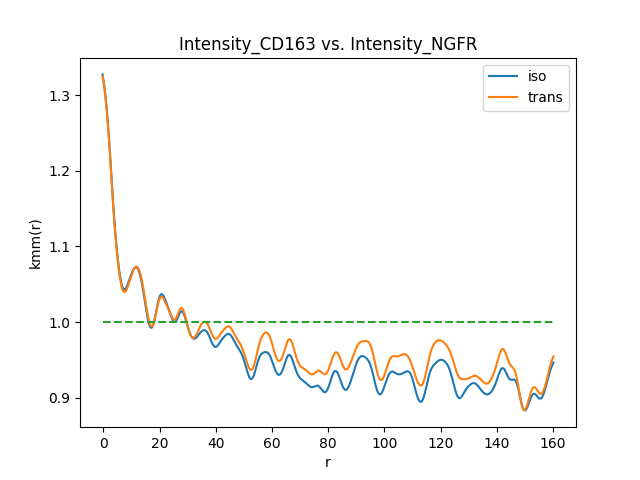 Intensity_CD163 vs. Intensity_NGFR
iso
trans
kmm(r)
1.3
1.2
1.1
1.0
0.9
0 20 40 60 80 100 120 140 160
r